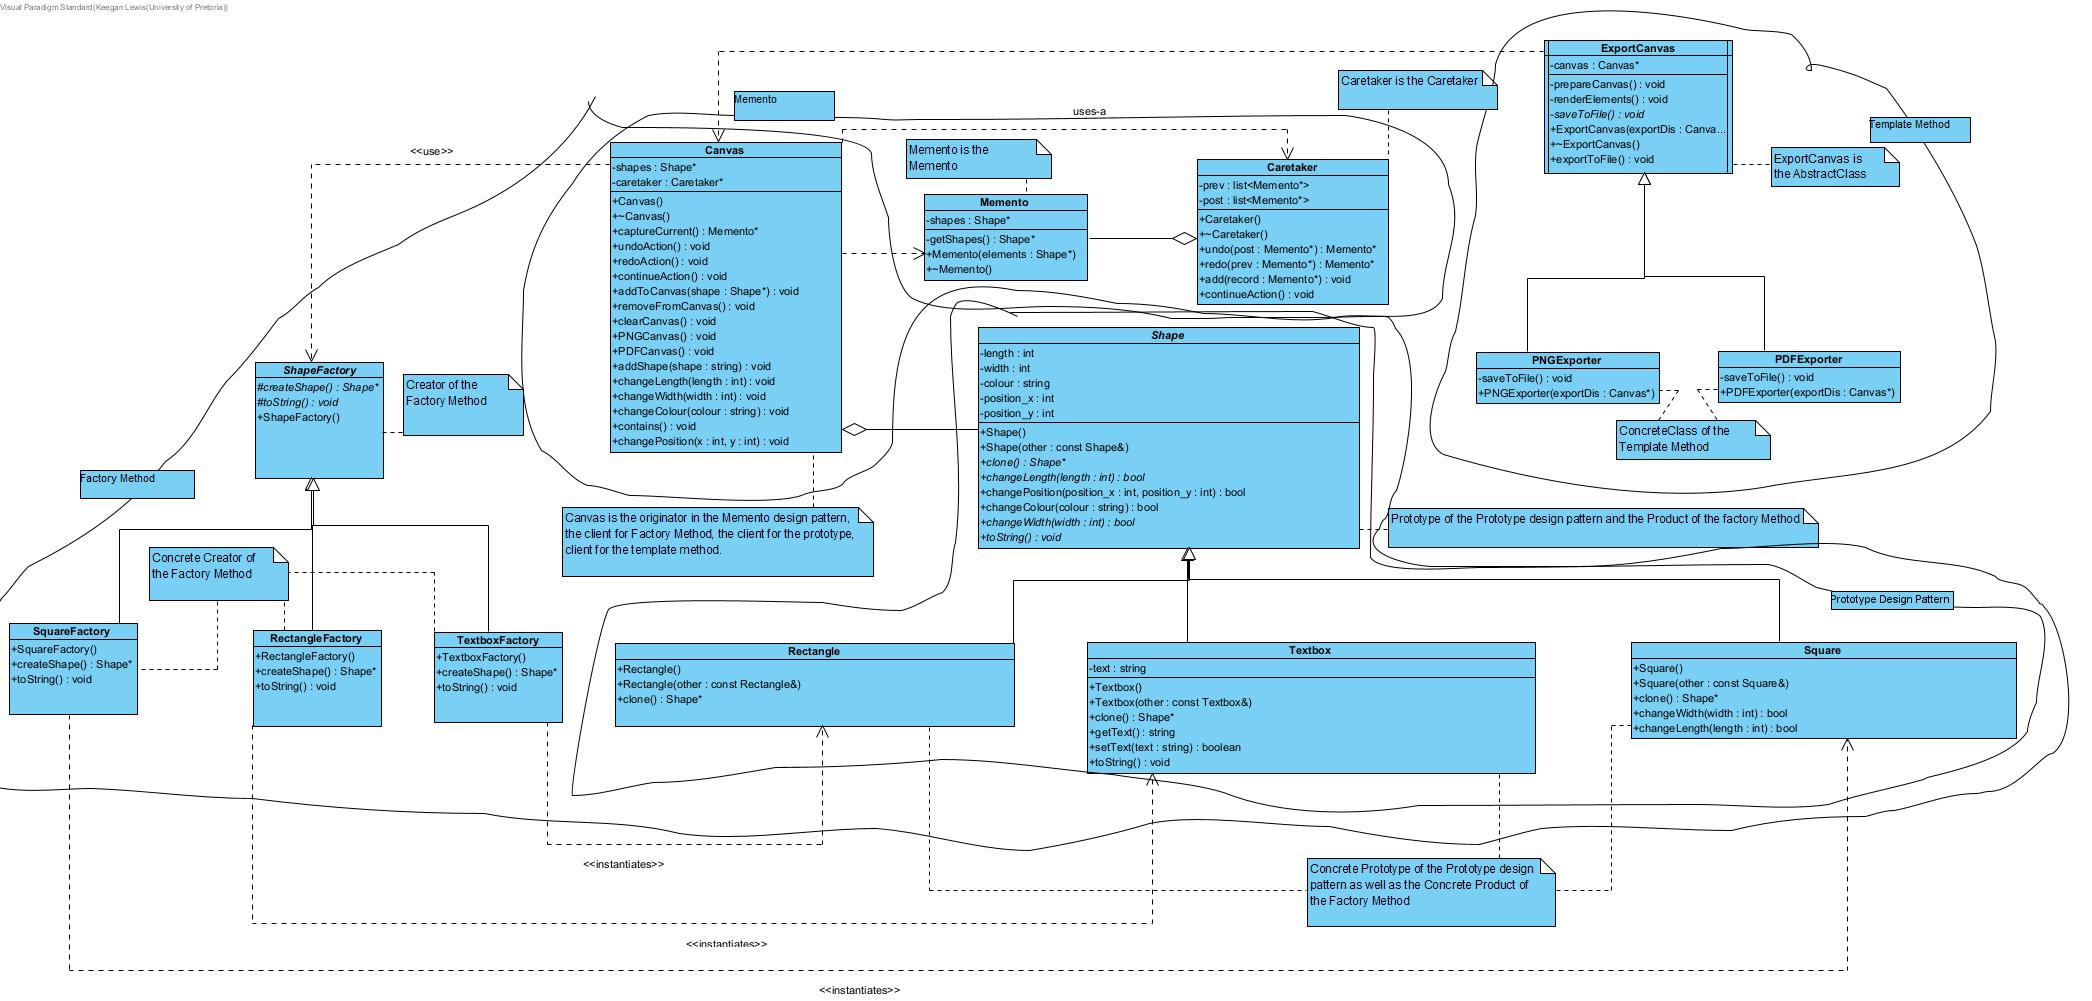 Visual Paradigm Standard(Keegan Lewis(University of Pretoria))
ExportCanvas
-canvas : Canvas*
-prepareCanvas() : void
-renderElements() : void
-saveToFile() : void
+ExportCanvas(exportDis : Canva...
+~ExportCanvas()
+exportToFile() : void
Caretaker is the Caretaker
Memento
uses-a
Template Method
ExportCanvas is
the AbstractClass
<<use>>
Canvas
-shapes : Shape*
-caretaker : Caretaker*
+Canvas()
+~Canvas()
+captureCurrent() : Memento*
+undoAction() : void
+redoAction() : void
+continueAction() : void
+addToCanvas(shape : Shape*) : void
+removeFromCanvas() : void
+clearCanvas() : void
+PNGCanvas() : void
+PDFCanvas() : void
+addShape(shape : string) : void
+changeLength(length : int) : void
+changeWidth(width : int) : void
+changeColour(colour : string) : void
+contains() : void
+changePosition(x : int, y : int) : void
Memento is the
Memento
Memento
-shapes : Shape*
-getShapes() : Shape*
+Memento(elements : Shape*)
+~Memento()
Caretaker
-prev : list<Memento*>
-post : list<Memento*>
+Caretaker()
+~Caretaker()
+undo(post : Memento*) : Memento*
+redo(prev : Memento*) : Memento*
+add(record : Memento*) : void
+continueAction() : void
PNGExporter
-saveToFile() : void
+PNGExporter(exportDis : Canvas*)
PDFExporter
-saveToFile() : void
+PDFExporter(exportDis : Canvas*)
ConcreteClass of the
Template Method
ShapeFactory
#createShape() : Shape*
#toString() : void
+ShapeFactory()
Creator of the
Factory Method
Shape
-length : int
-width : int
-colour : string
-position_x : int
-position_y : int
+Shape()
+Shape(other : const Shape&)
+clone() : Shape*
+changeLength(length : int) : bool
+changePosition(position_x : int, position_y : int) : bool
+changeColour(colour : string) : bool
+changeWidth(width : int) : bool
+toString() : void
Factory Method
Canvas is the originator in the Memento design pattern,
the client for Factory Method, the client for the prototype,
client for the template method.
Prototype of the Prototype design pattern and the Product of the factory Method
Concrete Creator of
the Factory Method
Prototype Design Pattern
SquareFactory
+SquareFactory()
+createShape() : Shape*
+toString() : void
RectangleFactory
+RectangleFactory()
+createShape() : Shape*
+toString() : void
TextboxFactory
+TextboxFactory()
+createShape() : Shape*
+toString() : void
Rectangle
+Rectangle()
+Rectangle(other : const Rectangle&)
+clone() : Shape*
Textbox
-text : string
+Textbox()
+Textbox(other : const Textbox&)
+clone() : Shape*
+getText() : string
+setText(text : string) : boolean
+toString() : void
Square
+Square()
+Square(other : const Square&)
+clone() : Shape*
+changeWidth(width : int) : bool
+changeLength(length : int) : bool
<<instantiates>>
Concrete Prototype of the Prototype design
pattern as well as the Concrete Product of
the Factory Method
<<instantiates>>
<<instantiates>>